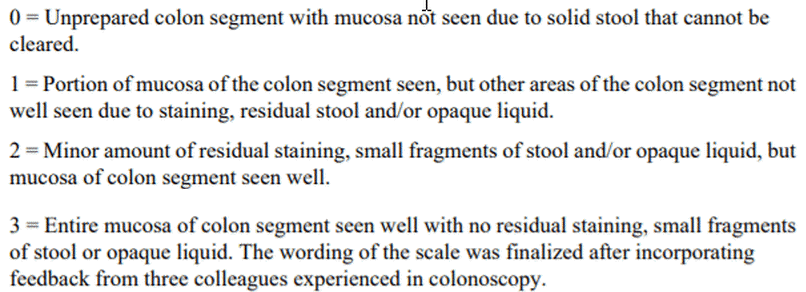 0 = Unprepared colon segment with mucosa not seen due to solid stool that cannot be
cleared.
1 = Portion of mucosa of the colon segment seen, but other areas of the colon segment not
well seen due to staining, residual stool and/or opaque liquid.
2 = Minor amount of residual staining, small fragments of stool and/or opaque liquid, but
mucosa of colon segment seen well.
3 = Entire mucosa of colon segment seen well with no residual staining, small fragments
of stool or opaque liquid. The wording of the scale was finalized after incorporating
feedback from three colleagues experienced in colonoscopy.